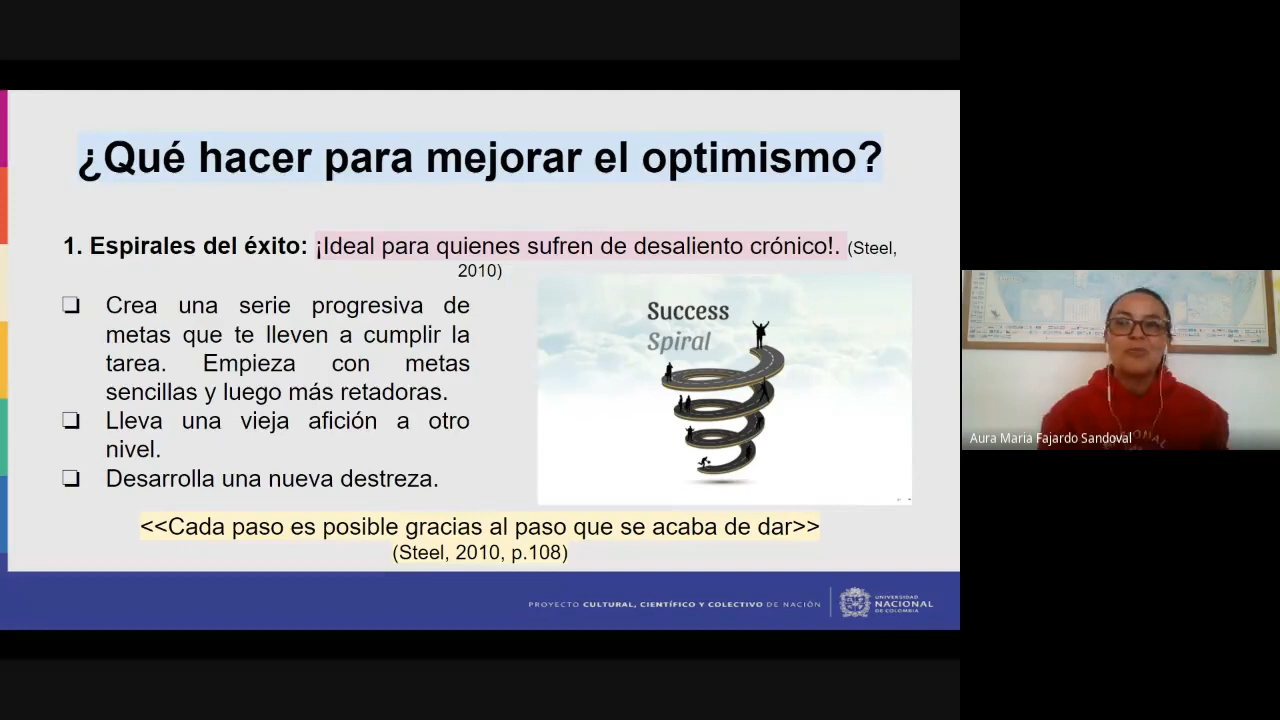 ¿Qué hacer para mejorar el optimismo?
1. Espirales del éxito: ¡Ideal para quienes sufren de desaliento crónico!. (Steel,
2010)
❏ Crea una serie progresiva de
metas que te lleven a cumplir la
tarea. Empieza con metas
sencillas y luego más retadoras.
❏ Lleva una vieja afición a otro
nivel.
❏ Desarrolla una nueva destreza.
Success
Spiral
<<Cada paso es posible gracias al paso que se acaba de dar>>
(Steel, 2010, p.108)
PROYECTO CULTURAL, CIENTÍFICO Y COLECTIVO DE NACIÓN
UNIVERSIDAD
NACIONAL
DE COLOMBIA
Aura Maria Fajardo Sandoval